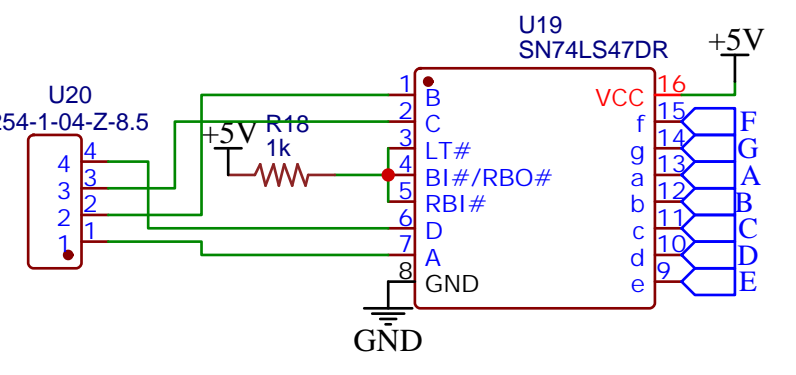 U19
SN74LS47DR
+5V
U20
254-1-04-Z-8.5
+5V
R18
1k
4
3
2
1
4
3
2
1
1
2
3
4
5
6
7
8
B
C
LT#
BI#/RBO#
RBI#
D
A
GND
VCC
f
g
a
b
c
d
e
16
15
14
13
12
11
10
9
F
G
A
B
C
D
E
GND